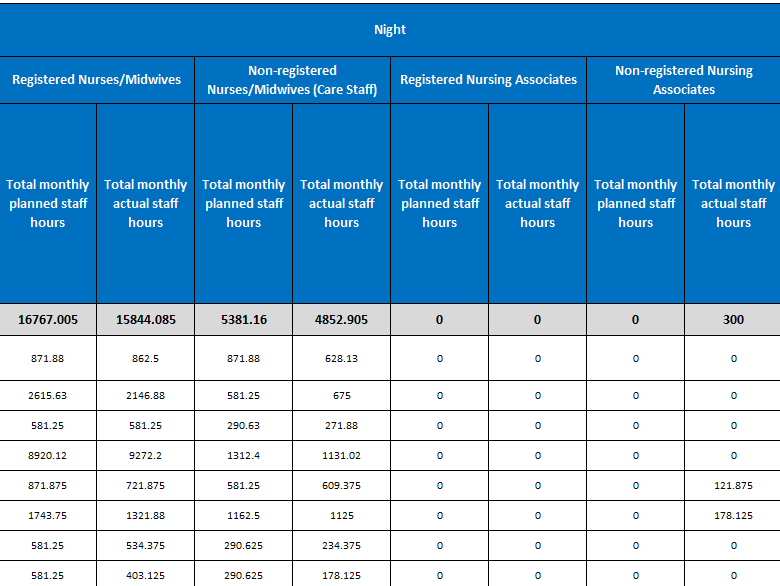 Night
Registered Nurses/Midwives
Non-registered
Nurses/Midwives (Care Staff)
Registered Nursing Associates
Non-registered Nursing
Associates
Total monthly
planned staff
hours
Total monthly
actual staff
hours
Total monthly
planned staff
hours
Total monthly
actual staff
hours
Total monthly
planned staff
hours
Total monthly
actual staff
hours
Total monthly
planned staff
hours
Total monthly
actual staff
hours
16767.005 15844.085 5381.16 4852.905 0 0 0 300
871.88 862.5 871.88 628.13 0 0 0 0
2615.63 2146.88 581.25 675 0 0 0 0
581.25 581.25 290.63 271.88 0 0 0 0
8920.12 9272.2 1312.4 1131.02 0 0 0 0
871.875 721.875 581.25 609.375 0 0 0 121.875
1743.75 1321.88 1162.5 1125 0 0 0 178.125
581.25 534.375 290.625 234.375 0 0 0 0
581.25 403.125 290.625 178.125 0 0 0 0